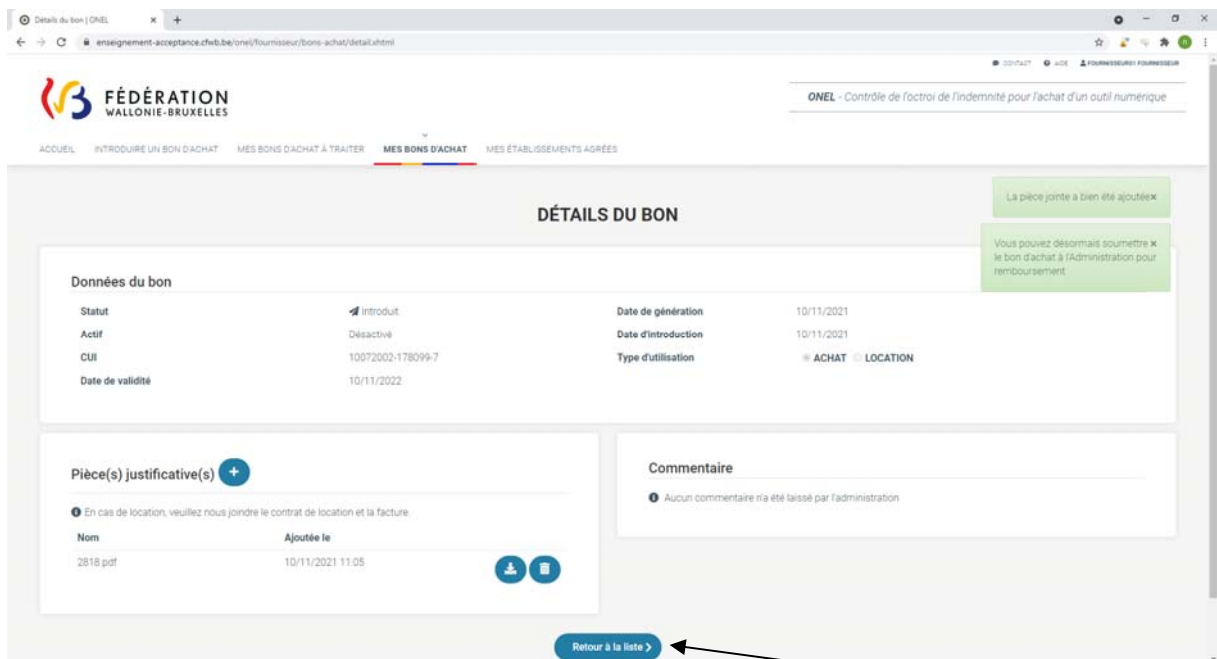 Détails du bon | ONEL
enseignement-acceptance.cfwb.be/onel/fournisseur/bons-achat/detail.xhtml
CONTACT AIDE FOURNISSEUR01 FOURNISSEUR
FÉDÉRATION
WALLONIE-BRUXELLES
ONEL - Contrôle de l'octroi de l'indemnité pour l'achat d'un outil numérique
ACCUEIL INTRODUIRE UN BON D'ACHAT MES BONS D'ACHAT À TRAITER MES BONS D'ACHAT MES ÉTABLISSEMENTS AGRÉÉS
La pièce jointe a bien été ajoutée
DÉTAILS DU BON
Vous pouvez désormais soumettre
le bon d'achat à l'Administration pour
remboursement
Données du bon
Statut Introduit Date de génération 10/11/2021
Actif Désactivé Date d'introduction 10/11/2021
CUI 10072002-178099-7 Type d'utilisation ACHAT LOCATION
Date de validité 10/11/2022
Pièce(s) justificative(s) +
En cas de location, veuillez nous joindre le contrat de location et la facture.
Nom Ajoutée le
2818.pdf 10/11/2021 11:05
Commentaire
Aucun commentaire n'a été laissé par l'administration
Retour à la liste